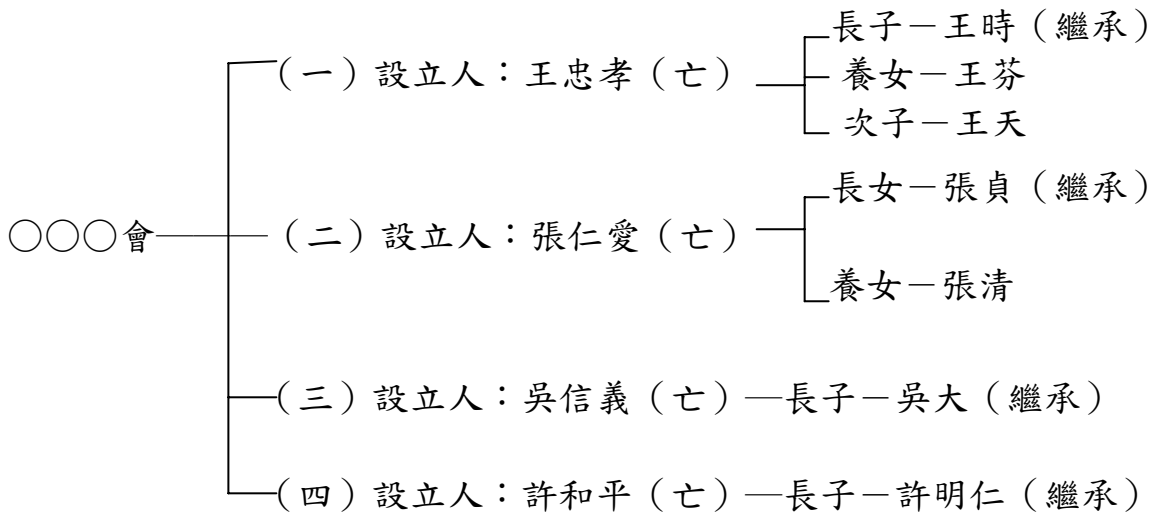 長子－王時（繼承）
（一）設立人：王忠孝（亡）
養女－王芬
次子－王天
長女－張貞（繼承）
○○○會
（二）設立人：張仁愛（亡）
養女－張清
（三）設立人：吳信義（亡）—長子－吳大（繼承）
（四）設立人：許和平（亡）—長子－許明仁（繼承）